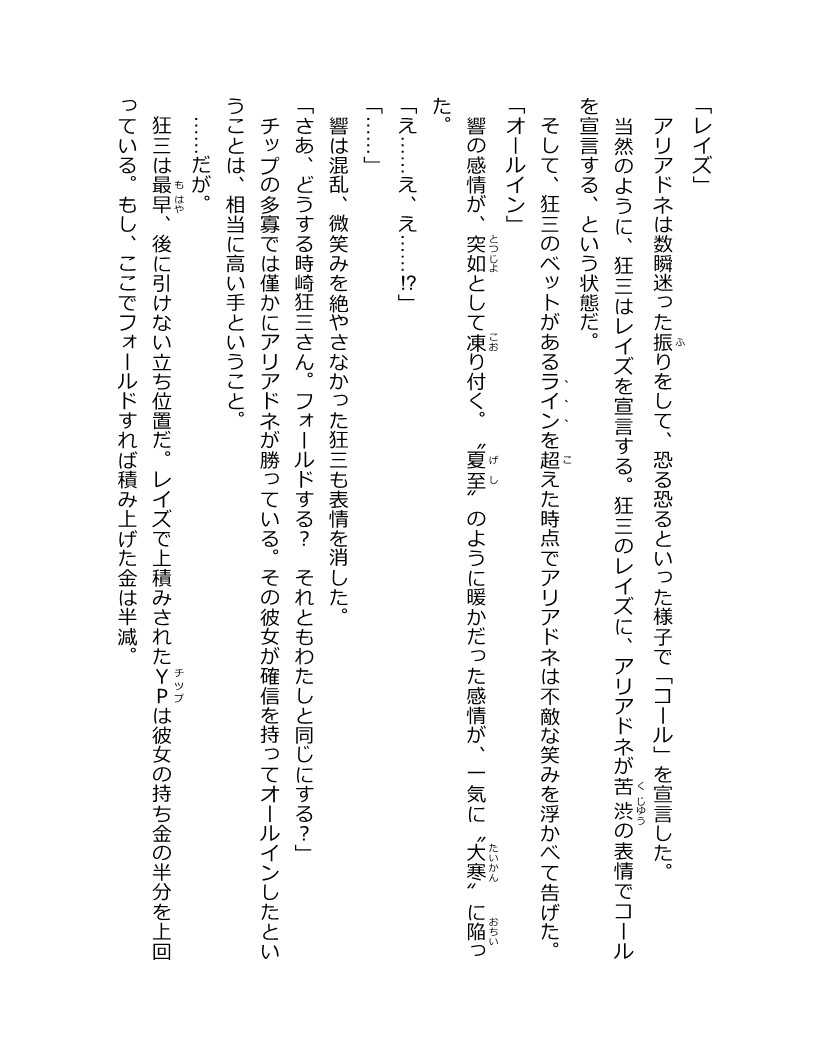 「レイズ」
　アリアドネは数瞬迷った振りをして、恐る恐るといった様子で「コール」を宣言した。
　当然のように、狂三はレイズを宣言する。狂三のレイズに、アリアドネが苦渋の表情でコール
を宣言する、という状態だ。
　そして、狂三のベットがあるラインを超えた時点でアリアドネは不敵な笑みを浮かべて告げた。
「オールイン」
　響の感情が、突如として凍り付く。〝夏至〟のように暖かだった感情が、一気に〝大寒〟に陥っ
た。
「え……え、え……⁉」
「……」
　響は混乱、微笑みを絶やさなかった狂三も表情を消した。
「さあ、どうする時崎狂三さん。フォールドする？　それともわたしと同じにする？」
　チップの多寡では僅かにアリアドネが勝っている。その彼女が確信を持ってオールインしたとい
うことは、相当に高い手ということ。
　……だが。
　狂三は最早、後に引けない立ち位置だ。レイズで上積みされたＹＰは彼女の持ち金の半分を上回
っている。もし、ここでフォールドすれば積み上げた金は半減。